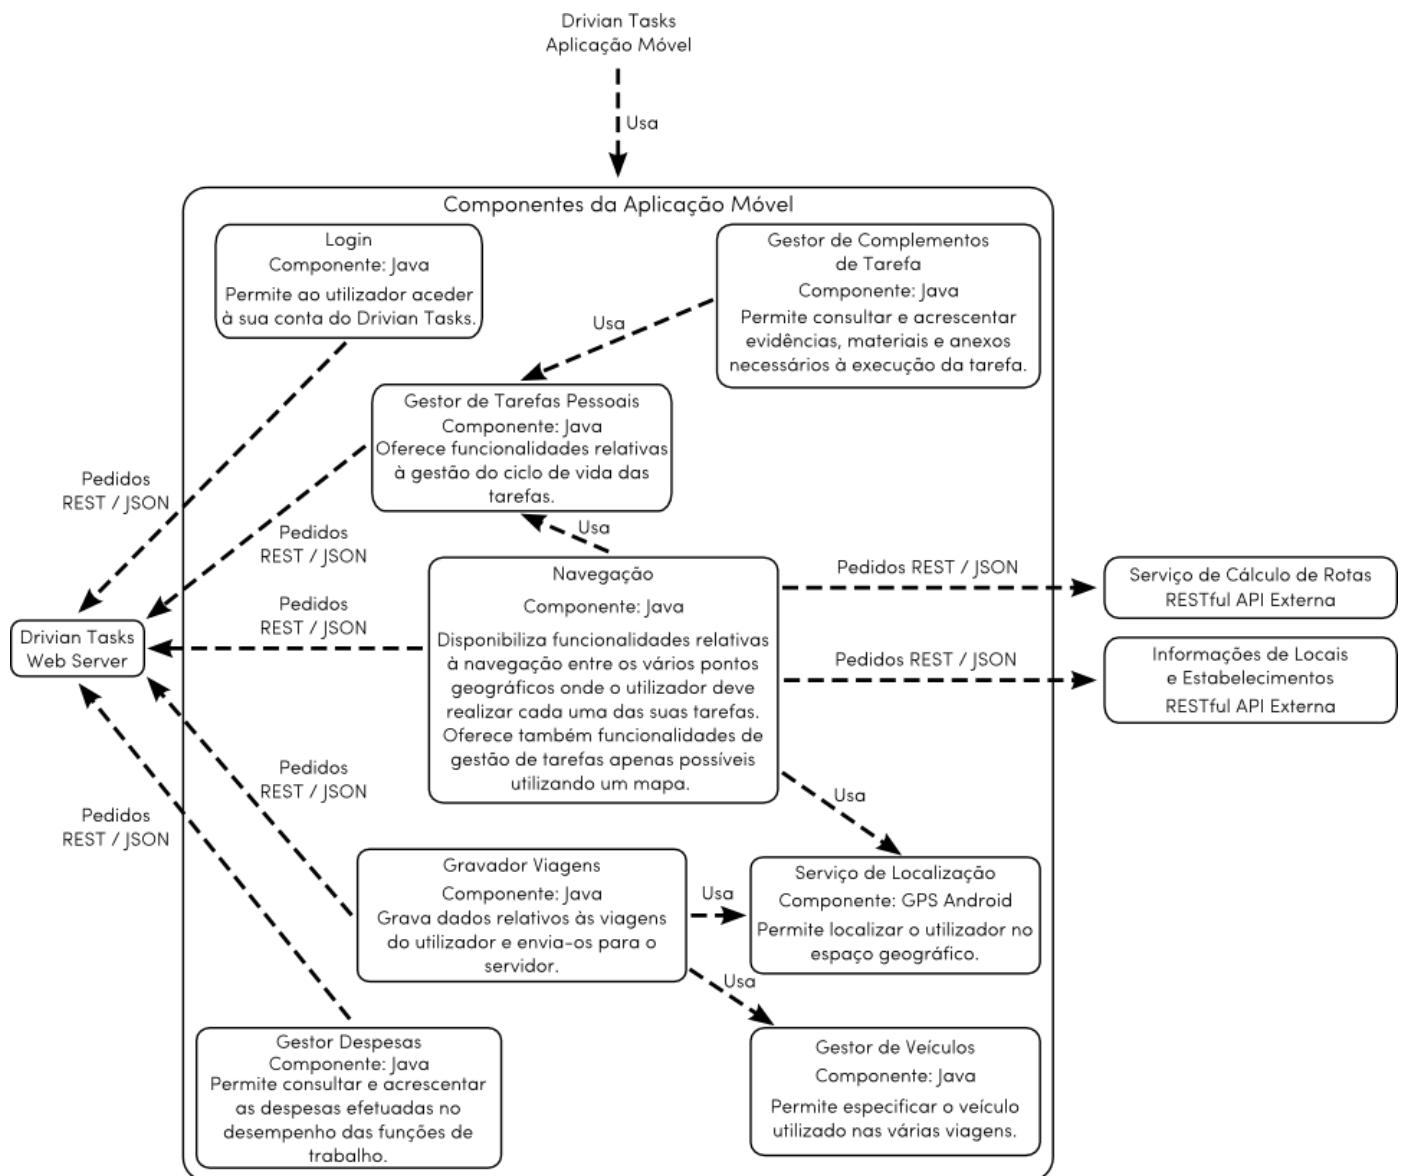 Drivian Tasks
Aplicação Móvel
Usa
Componentes da Aplicação Móvel
Login
Componente: Java
Permite ao utilizador aceder
à sua conta do Drivian Tasks.
Gestor de Complementos
de Tarefa
Componente: Java
Permite consultar e acrescentar
evidências, materiais e anexos
necessários à execução da tarefa.
Usa
Gestor de Tarefas Pessoais
Componente: Java
Oferece funcionalidades relativas
à gestão do ciclo de vida das
tarefas.
Pedidos
REST / JSON
Pedidos
REST / JSON
Usa
Navegação
Componente: Java
Disponibiliza funcionalidades relativas
à navegação entre os vários pontos
geográficos onde o utilizador deve
realizar cada uma das suas tarefas.
Oferece também funcionalidades de
gestão de tarefas apenas possíveis
utilizando um mapa.
Pedidos REST / JSON
Serviço de Cálculo de Rotas
RESTful API Externa
Pedidos
REST / JSON
Drivian Tasks
Web Server
Pedidos REST / JSON
Informações de Locais
e Estabelecimentos
RESTful API Externa
Pedidos
REST / JSON
Pedidos
REST / JSON
Usa
Gravador Viagens
Componente: Java
Grava dados relativos às viagens
do utilizador e envia-os para o
servidor.
Usa
Serviço de Localização
Componente: GPS Android
Permite localizar o utilizador no
espaço geográfico.
Usa
Gestor Despesas
Componente: Java
Permite consultar e acrescentar
as despesas efetuadas no
desempenho das funções de
trabalho.
Gestor de Veículos
Componente: Java
Permite especificar o veículo
utilizado nas várias viagens.